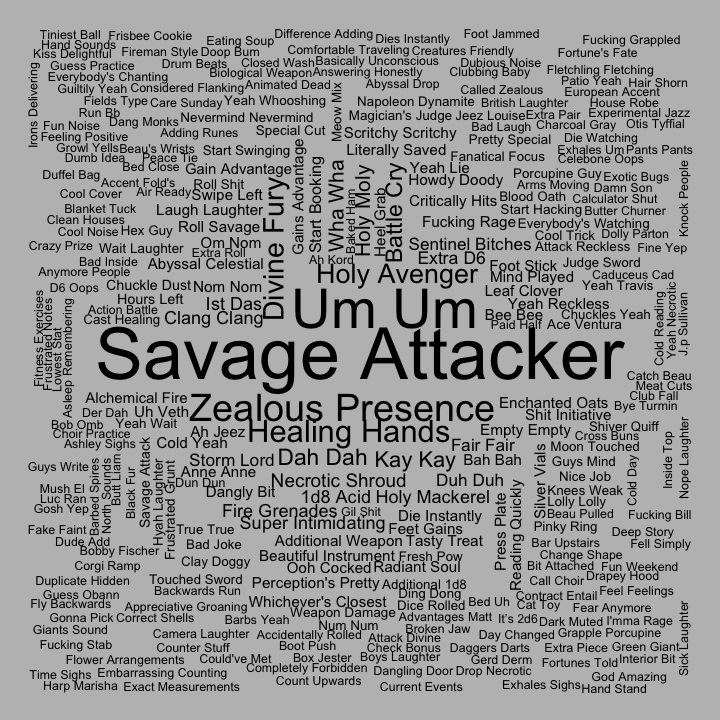 Tiniest Ball
Frisbee Cookie
Eating Soup
Difference Adding
Dies Instantly
Foot Jammed
Fucking Grappled
Hand Sounds
Kiss Delightful
Fireman Style
Doop Bum
Comfortable Traveling
Creatures Friendly
Fortune's Fate
Guess Practice
Drum Beats
Closed Wash
Basically Unconscious
Dubious Noise
Fletchling Fletching
Everybody's Chanting
Biological Weapon
Answering Honestly
Clubbing Baby
Patio Yeah
Hair Shorn
Guiltily Yeah
Considered Flanking
Animated Dead
Abyssal Drop
Called Zealous
European Accent
Irons Delivering
Fields Type
Care Sunday
Yeah Whooshing
Meow Mix
Napoleon Dynamite
British Laughter
House Robe
Run Bb
Dang Monks
Nevermind Nevermind
Magician's Judge
Jeez Louise
Extra Pair
Experimental Jazz
Fun Noise
Feeling Positive
Adding Runes
Special Cut
Scritchy Scritchy
Bad Laugh
Charcoal Gray
Otis Tyffial
Pretty Special
Die Watching
Growl Yells
Beau's Wrists
Start Swinging
Literally Saved
Fanatical Focus
Exhales Um
Pants Pants
Dumb Idea
Peace Tie
Celebone Oops
Bed Close
Gain Advantage
Gains Advantage
Start Booking
Wha Wha
Baked Ham
Holy Moly
Heal Grab
Battle Cry
Yeah Lie
Porcupine Guy
Exotic Bugs
Duffel Bag
Accent Fold's
Roll Shit
Howdy Doody
Arms Moving
Damn Son
Knock People
Cool Cover
Air Ready
Swipe Left
Divine Fury
Critically Hits
Blood Oath
Calculator Shut
Blanket Tuck
Laugh Laughter
Start Hacking
Butter Churner
Clean Houses
Roll Savage
Fucking Rage
Everybody's Watching
Cool Noise
Hex Guy
Cool Trick
Dolly Parton
Crazy Prize
Wait Laughter
Om Nom
Sentinel Bitches
Attack Reckless
Fine Yep
Bad Inside
Extra Roll
Ah Kord
Extra D6
Abyssal Celestial
Foot Stick
Judge Sword
Anymore People
Holy Avenger
Mind Played
Caduceus Cad
D6 Oops
Chuckle Dust
Nom Nom
Leaf Clover
Yeah Travis
Hours Left
Um Um
Yeah Reckless
Action Battle
Ist Das
Bee Bee
Chuckles Yeah
Cast Healing
Clang Clang
Paid Half
Ace Ventura
Fitness Exercises
Frustrated Notes
Lowest Stat
Asleep Remembering
Savage Attacker
Cold Reading
Yeah Necrotic
J.p Sullivan
Catch Beau
Meat Cuts
Alchemical Fire
Zealous Presence
Enchanted Oats
Club Fall
Der Dah
Uh Veth
Shit Initiative
Bye Turmin
Bob Omb
Yeah Wait
Ah Jeez
Healing Hands
Empty Empty
Shiver Quiff
Choir Practice
Cross Buns
Ashley Sighs
Cold Yeah
Fair Fair
Moon Touched
Guys Write
Storm Lord
Dah Dah
Kay Kay
Bah Bah
Guys Mind
Anne Anne
Nice Job
Mush El
Dun Dun
Necrotic Shroud
Duh Duh
Knees Weak
Luc Ran
Dangly Bit
1d8 Acid
Holy Mackerel
Lolly Lolly
Gosh Yep
Barbed Spires
North Sounds
Butt Liam
Black Fur
Savage Attack
Hyah Laughter
Frustrated Grunt
Fire Grenades
Gil Shit
Die Instantly
Press Plate
Reading Quickly
Silver Vials
Beau Pulled
Cold Day
Inside Top
Nope Laughter
Fucking Bill
Fake Faint
True True
Super Intimidating
Feet Gains
Pinky Ring
Deep Story
Dude Add
Bad Joke
Additional Weapon
Tasty Treat
Bar Upstairs
Fell Simply
Bobby Fischer
Beautiful Instrument
Fresh Pow
Change Shape
Corgi Ramp
Clay Doggy
Ooh Cocked
Radiant Soul
Bit Attached
Fun Weekend
Duplicate Hidden
Touched Sword
Perception's Pretty
Additional 1d8
Call Choir
Drapey Hood
Guess Obann
Backwards Run
Ding Dong
Contract Entail
Feel Feelings
Fly Backwards
Appreciative Groaning
Whichever's Closest
Dice Rolled
Bed Uh
Cat Toy
Fear Anymore
Gonna Pick
Correct Shells
Barbs Yeah
Weapon Damage
Advantages Matt
It's 2d6
Dark Muted
I'mma Rage
Giants Sound
Camera Laughter
Accidentally Rolled
Num Num
Broken Jaw
Day Changed
Grapple Porcupine
Attack Divine
Fucking Stab
Counter Stuff
Boot Push
Check Bonus
Daggers Darts
Extra Piece
Green Giant
Sick Laughter
Flower Arrangements
Could've Met
Box Jester
Boys Laughter
Gerd Derm
Fortunes Told
Interior Bit
Time Sighs
Embarrassing Counting
Completely Forbidden
Dangling Door
Drop Necrotic
God Amazing
Harp Marisha
Exact Measurements
Count Upwards
Current Events
Exhales Sighs
Hand Stand